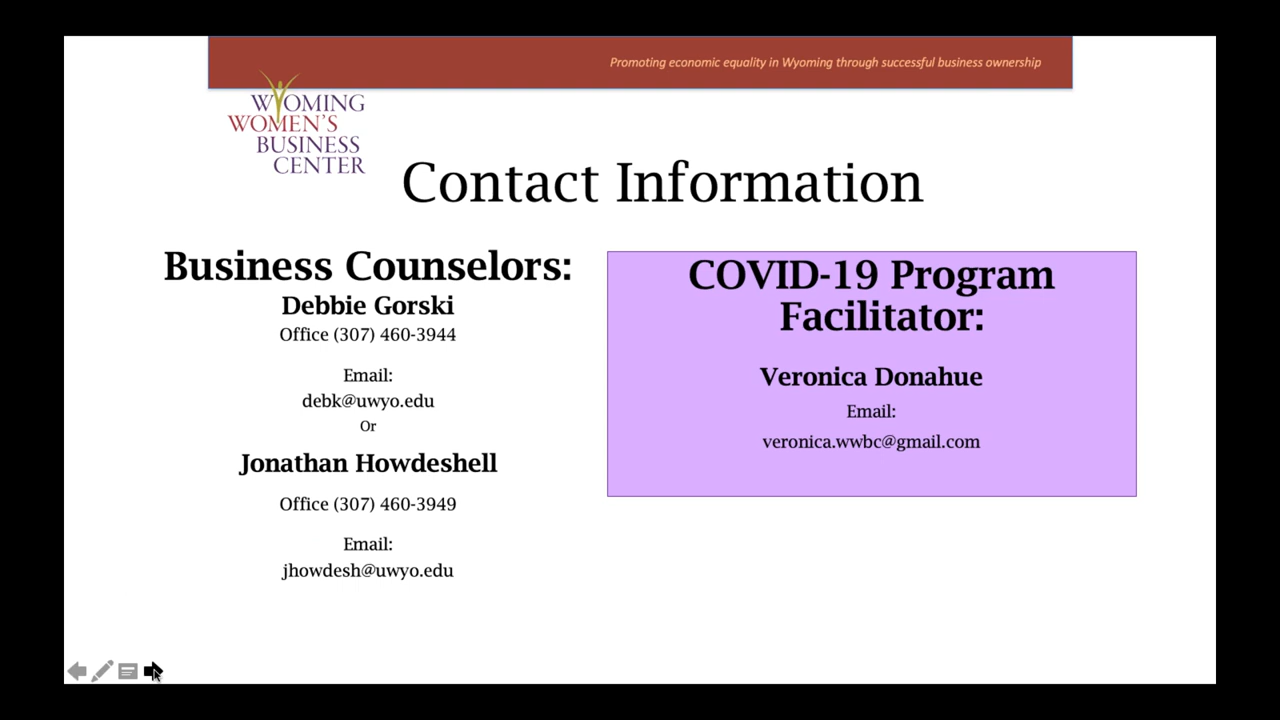 Promoting economic equality in Wyoming through successful business ownership
WYOMING
WOMEN'S
BUSINESS
CENTER
Contact Information
Business Counselors:
Debbie Gorski
Office (307) 460-3944
Email:
debk@uwyo.edu
Or
Jonathan Howdeshell
Office (307) 460-3949
Email:
jhowdesh@uwyo.edu
COVID-19 Program
Facilitator:
Veronica Donahue
Email:
veronica.wwbc@gmail.com